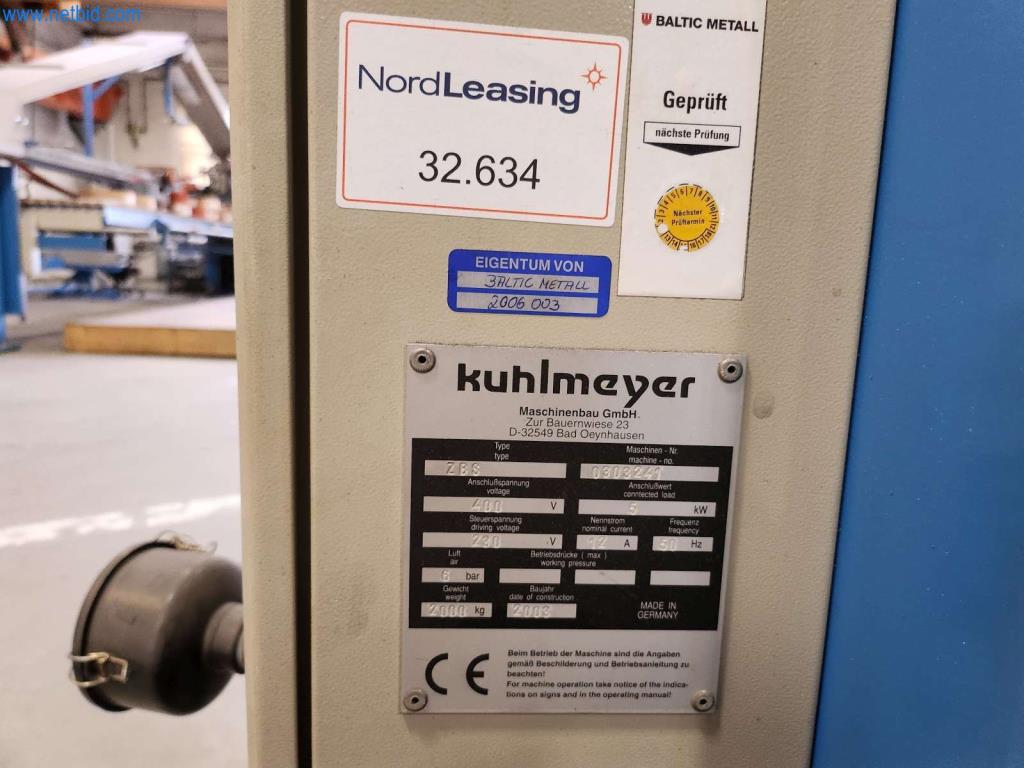 www.netbid.com
NordLeasing
32.634
BALTIC METALL
Geprüft
nächste Prüfung
Nächster
Prüftermin
EIGENTUM VON
BALTIC METALL
2006 003
kuhlmeyer
Maschinenbau GmbH.
Zur Bauernwiese 23
D-32549 Bad Oeynhausen
Type
type
Maschinen - Nr.
machine - no.
ZBS
0303241
Anschlußspannung
voltage
Anschlußwert
conntected load
400 V
5 kW
Steuerspannung
driving voltage
Nennstrom
nominal current
Frequenz
frequency
230 V
12 A
50 Hz
Luft
air
Betriebsdrücke ( max )
working pressure
6 bar
Gewicht
weight
Baujahr
date of construction
2000 kg
2003
MADE IN
GERMANY
CE
Beim Betrieb der Maschine sind die Angaben
gemäß Beschilderung und Betriebsanleitung zu
beachten!
For machine operation take notice of the indica-
tions on signs and in the operating manual!